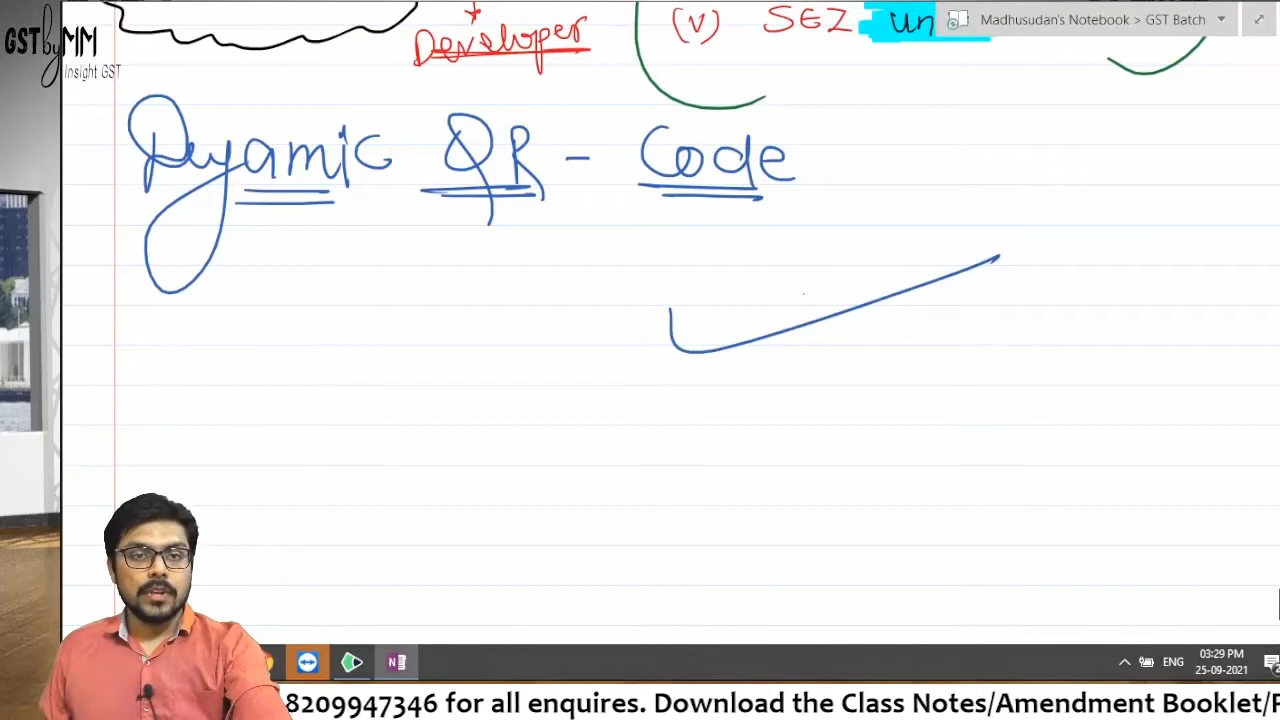 GST by MM
Insight GST
Developer
(v) SEZ un
Madhusudan's Notebook > GST Batch
Dyamic QR - Code
N
ENG
03:29 PM
25-09-2021
8209947346 for all enquires. Download the Class Notes/Amendment Booklet/